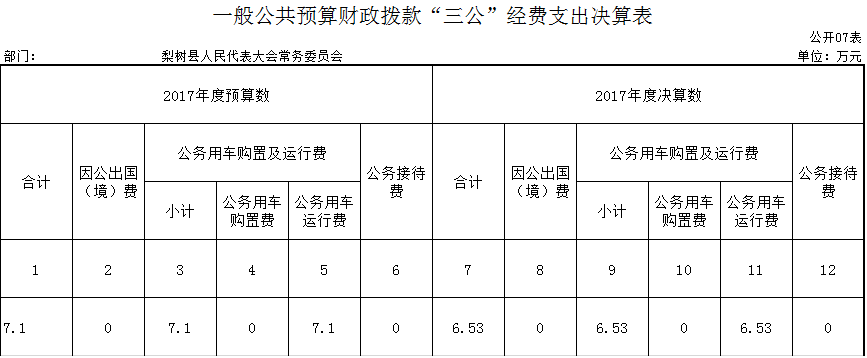 一般公共预算财政拨款“三公”经费支出决算表
公开07表
部门： 梨树县人民代表大会常务委员会 单位：万元
2017年度预算数 2017年度决算数
合计 因公出国（境）费 公务用车购置及运行费 公务接待费 合计 因公出国（境）费 公务用车购置及运行费 公务接待费
小计 公务用车购置费 公务用车运行费 小计 公务用车购置费 公务用车运行费
1 2 3 4 5 6 7 8 9 10 11 12
7.1 0 7.1 0 7.1 0 6.53 0 6.53 0 6.53 0